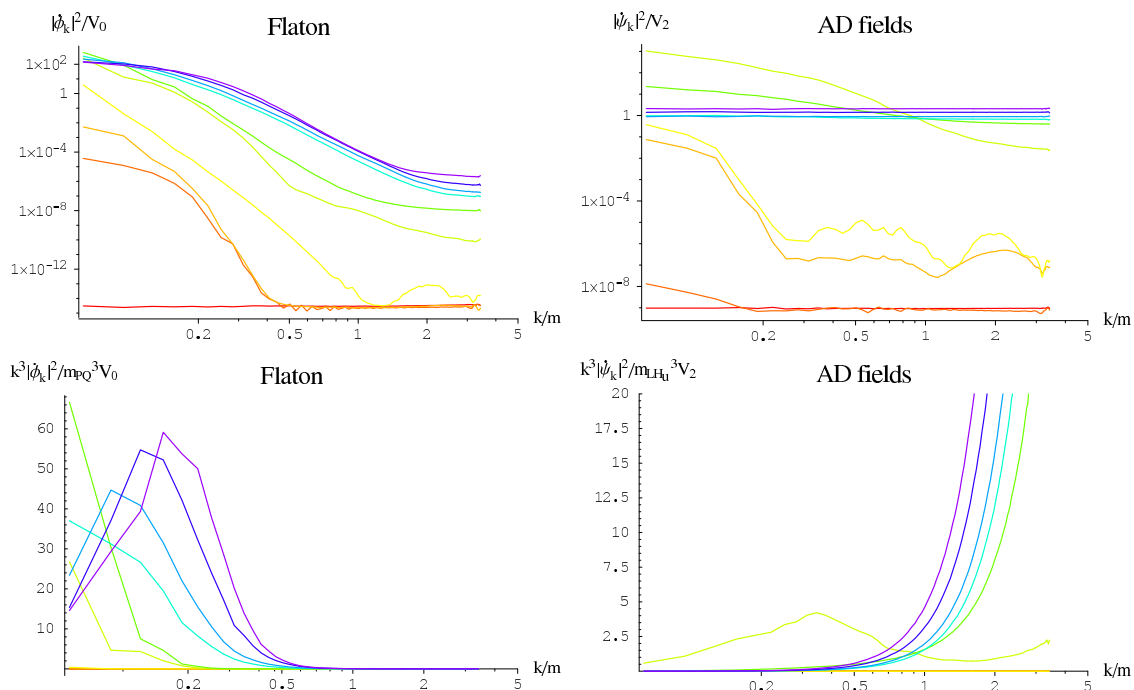 |ϕ̇ₖ|²/V₀
Flaton
1×10²
1
1×10⁻⁴
1×10⁻⁸
1×10⁻¹²
0.2 0.5 1 2 5
k/m
|ψ̇ₖ|²/V₂
AD fields
1
1×10⁻⁴
1×10⁻⁸
0.2 0.5 1 2 5
k/m
k³|ϕ̇ₖ|²/m_PQ³V₀
Flaton
60
50
40
30
20
10
0.2 0.5 1 2 5
k/m
k³|ψ̇ₖ|²/m_LHᵤ³V₂
AD fields
20
17.5
15
12.5
10
7.5
5
2.5
0.2 0.5 1 2 5
k/m